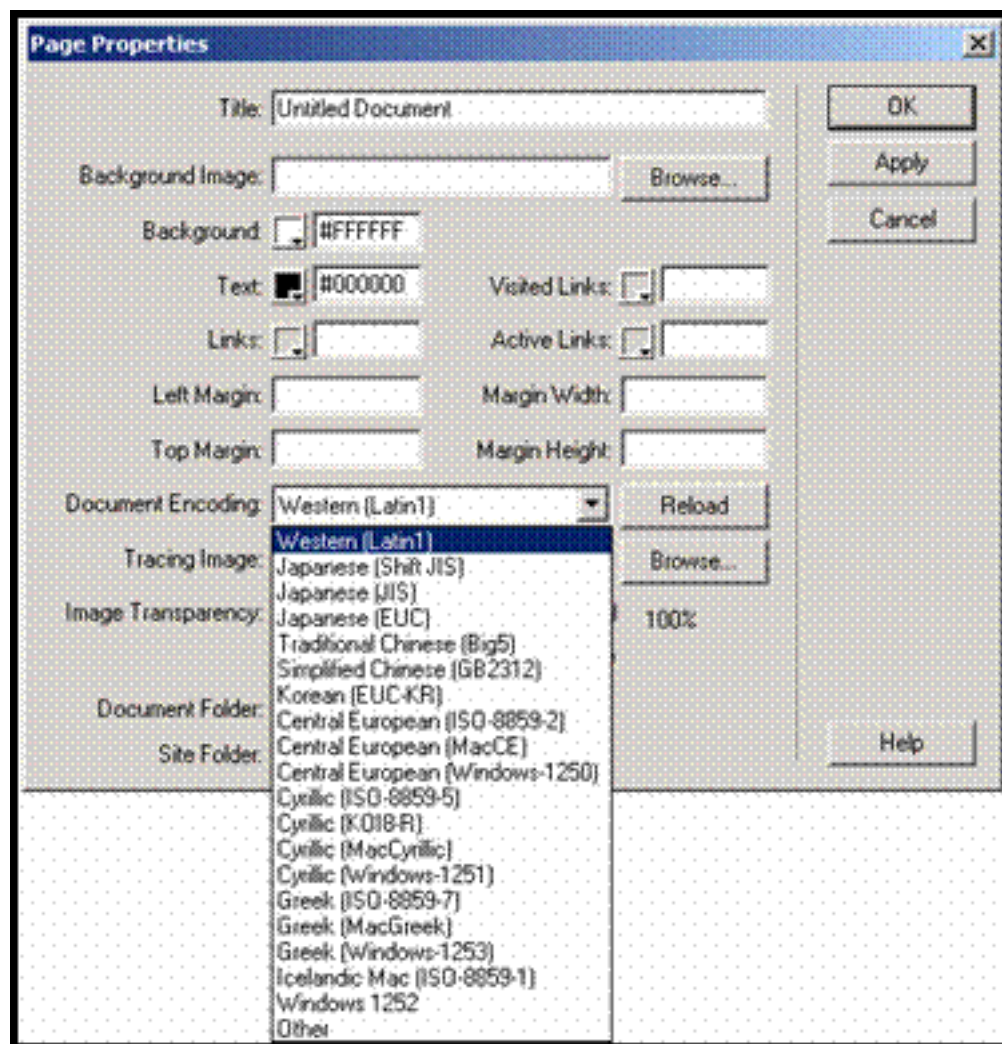 Page Properties
Title: Untitled Document
OK
Background Image: Browse...
Apply
Background: #FFFFFF
Cancel
Text: #000000 Visited Links:
Links: Active Links:
Left Margin: Margin Width:
Top Margin: Margin Height:
Document Encoding: Western (Latin1) Reload
Western (Latin1)
Tracing Image: Browse...
Japanese (Shift JIS)
Japanese (JIS)
Image Transparency: 100%
Japanese (EUC)
Traditional Chinese (Big5)
Simplified Chinese (GB2312)
Korean (EUC-KR)
Document Folder:
Central European (ISO-8859-2)
Central European (MacCE)
Site Folder: Help
Central European (Windows-1250)
Cyrillic (ISO-8859-5)
Cyrillic (KOI8-R)
Cyrillic (MacCyrillic)
Cyrillic (Windows-1251)
Greek (ISO-8859-7)
Greek (MacGreek)
Greek (Windows-1253)
Icelandic Mac (ISO-8859-1)
Windows 1252
Other